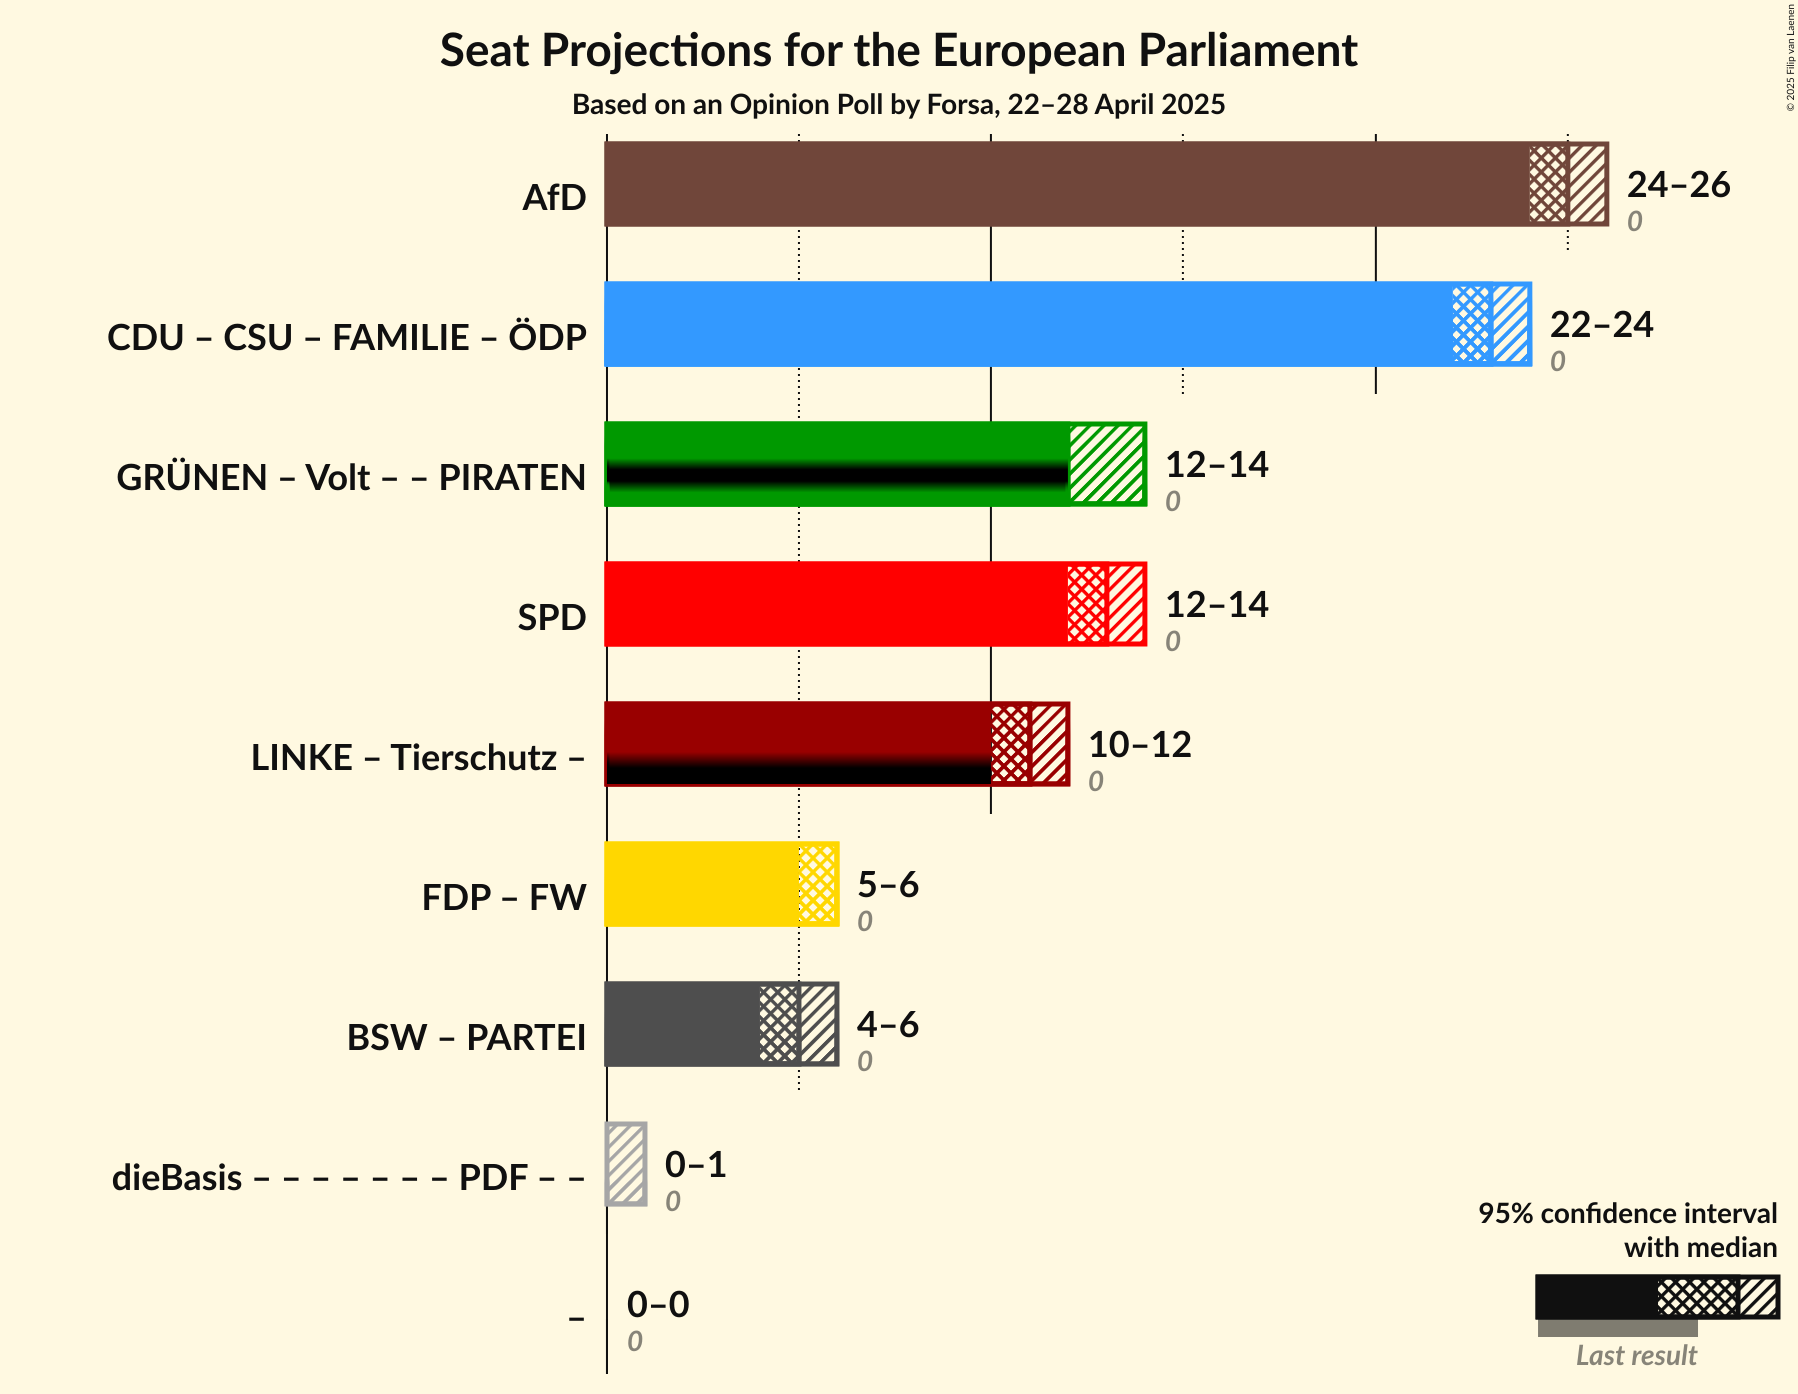 Seat Projections for the European Parliament
Based on an Opinion Poll by Forsa, 22–28 April 2025
© 2025 Filip van Laenen
AfD
24–26
0
CDU – CSU – FAMILIE – ÖDP
22–24
0
GRÜNEN – Volt – – PIRATEN
12–14
0
SPD
12–14
0
LINKE – Tierschutz –
10–12
0
FDP – FW
5–6
0
BSW – PARTEI
4–6
0
dieBasis – – – – – – – PDF – –
0–1
0
–
0–0
0
95% confidence interval
with median
Last result